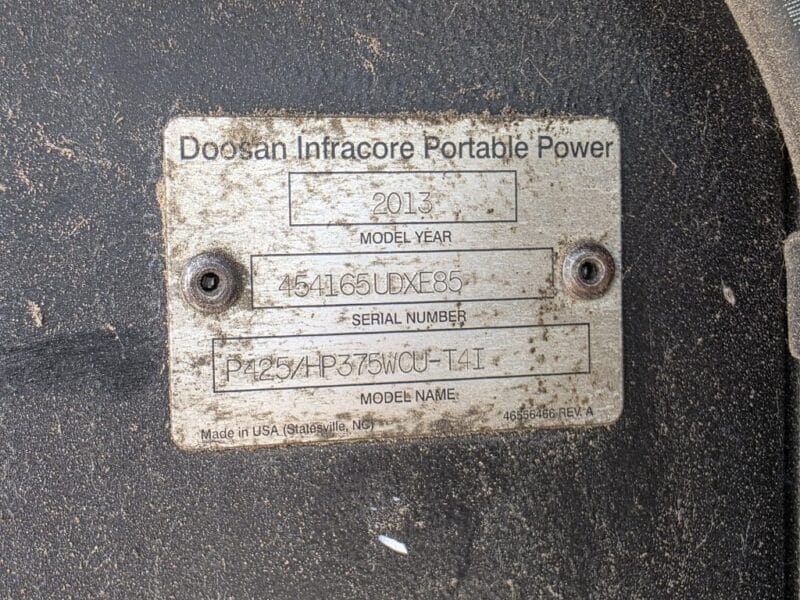 Doosan Infracore Portable Power
2013
MODEL YEAR
454165UDXE85
SERIAL NUMBER
P425/HP375WCU-T4I
MODEL NAME
Made in USA (Statesville, NC)
46556466 REV. A